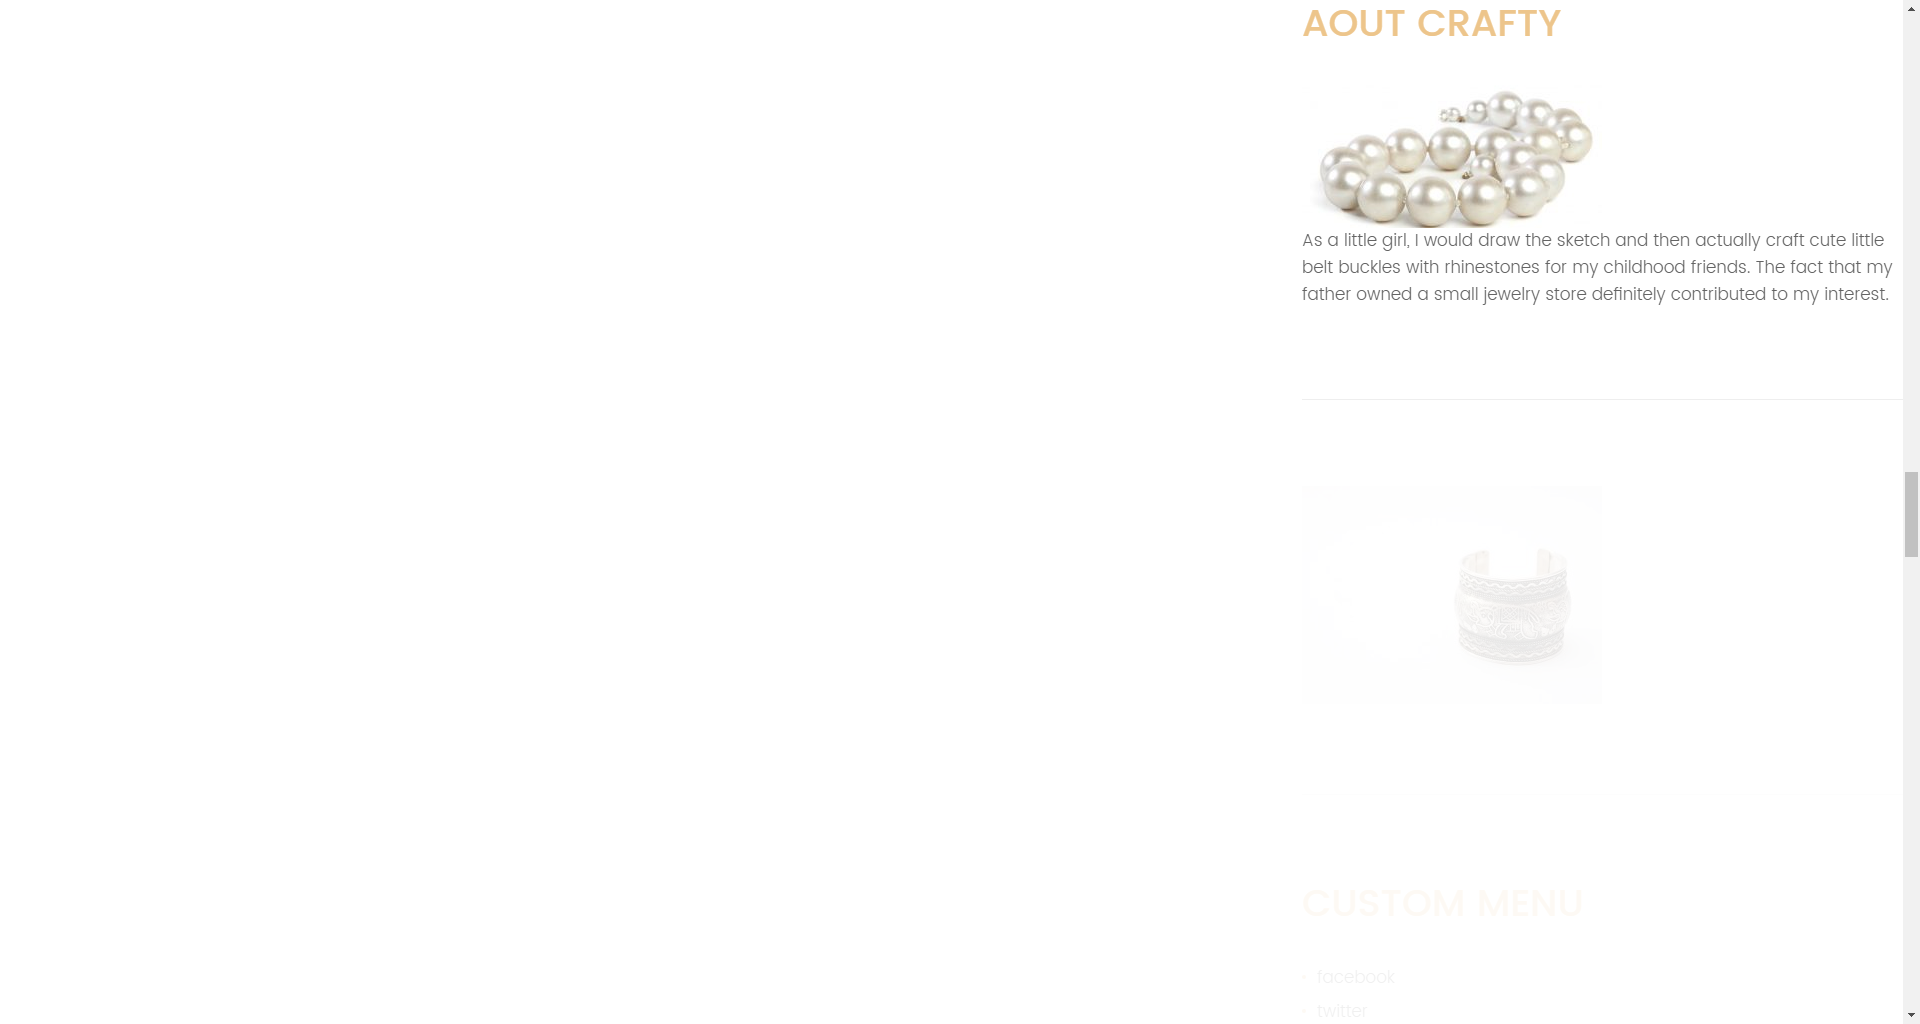 AOUT CRAFTY
As a little girl, I would draw the sketch and then actually craft cute little
belt buckles with rhinestones for my childhood friends. The fact that my
father owned a small jewelry store definitely contributed to my interest.
CUSTOM MENU
facebook
twitter